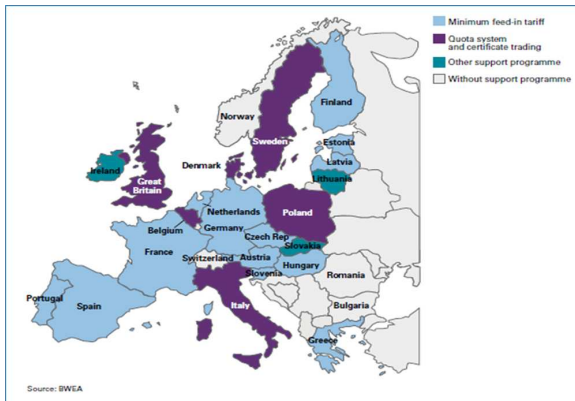 Minimum feed-in tariff
Quota system
and certificate trading
Other support programme
Without support programme
Finland
Norway
Sweden
Estonia
Latvia
Lithuania
Denmark
Ireland
Great
Britain
Netherlands
Poland
Belgium
Germany
Czech Rep
France
Slovakia
Switzerland
Austria
Hungary
Slovenia
Romania
Portugal
Spain
Italy
Bulgaria
Greece
Source: BWEA